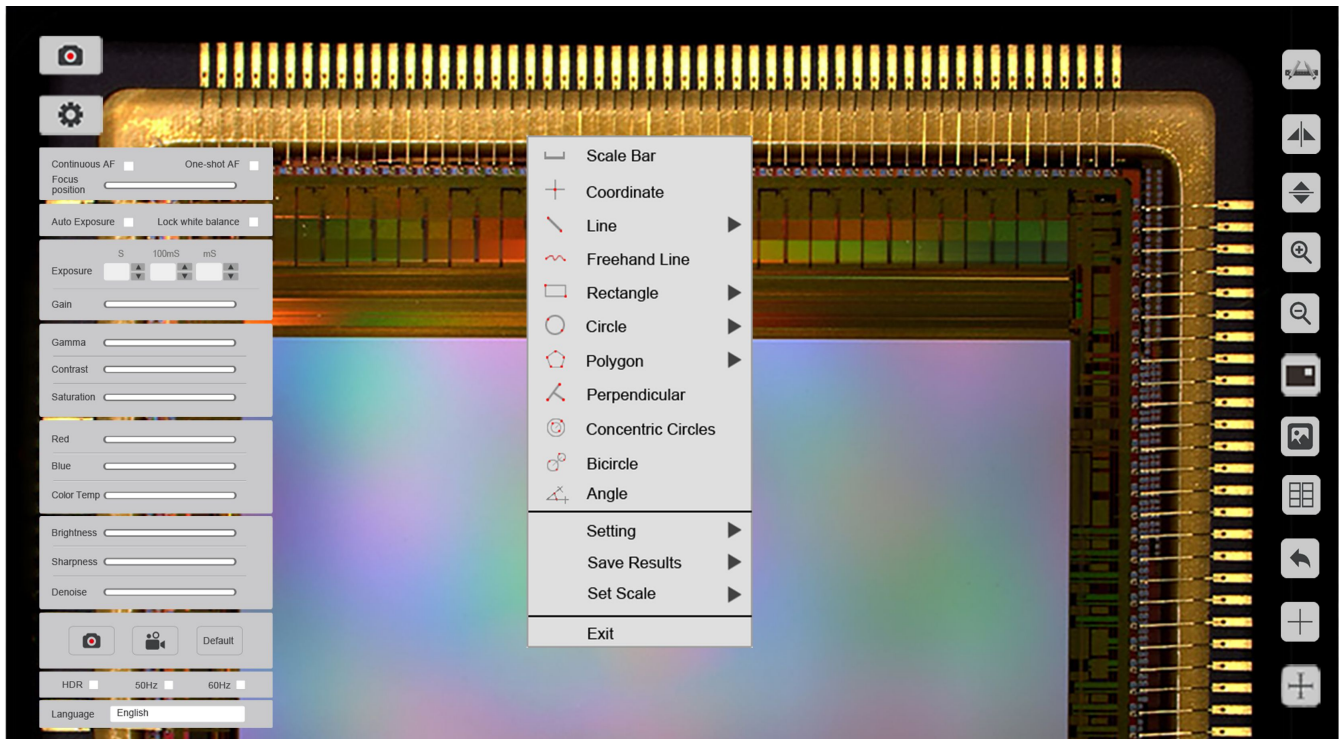 Continuous AF
One-shot AF
Focus
position
Auto Exposure
Lock white balance
S
100mS
mS
Exposure
Gain
Gamma
Contrast
Saturation
Red
Blue
Color Temp
Brightness
Sharpness
Denoise
Default
HDR
50Hz
60Hz
Language
English
Scale Bar
Coordinate
Line
Freehand Line
Rectangle
Circle
Polygon
Perpendicular
Concentric Circles
Bicircle
Angle
Setting
Save Results
Set Scale
Exit